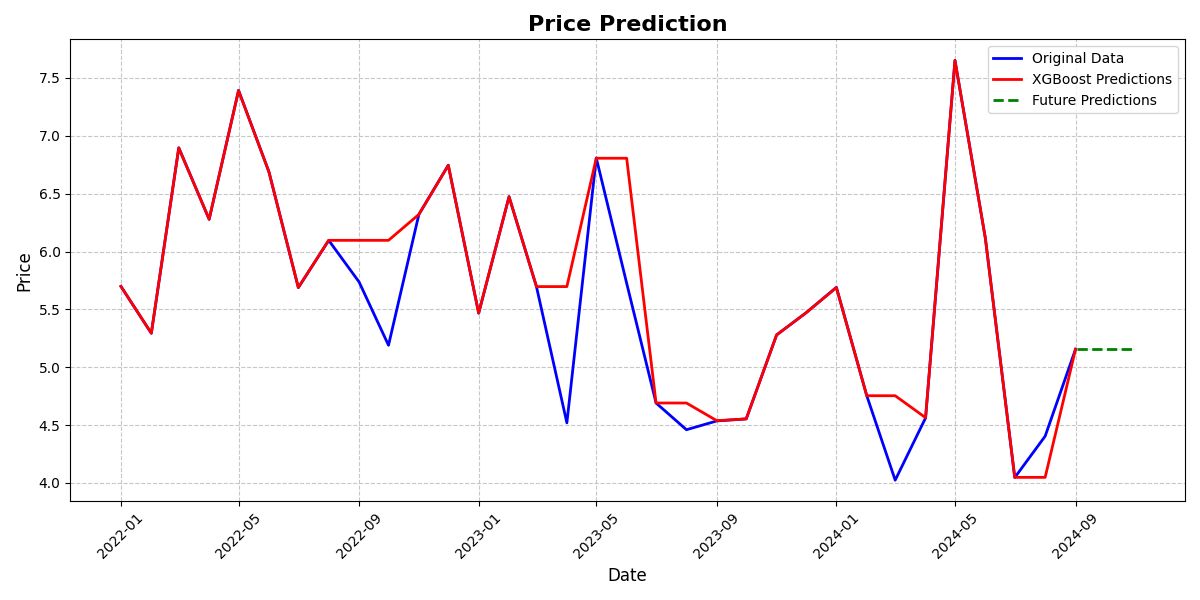 Price Prediction
Original Data
XGBoost Predictions
Future Predictions
Price
7.5
7.0
6.5
6.0
5.5
5.0
4.5
4.0
2022-01
2022-05
2022-09
2023-01
2023-05
2023-09
2024-01
2024-05
2024-09
Date